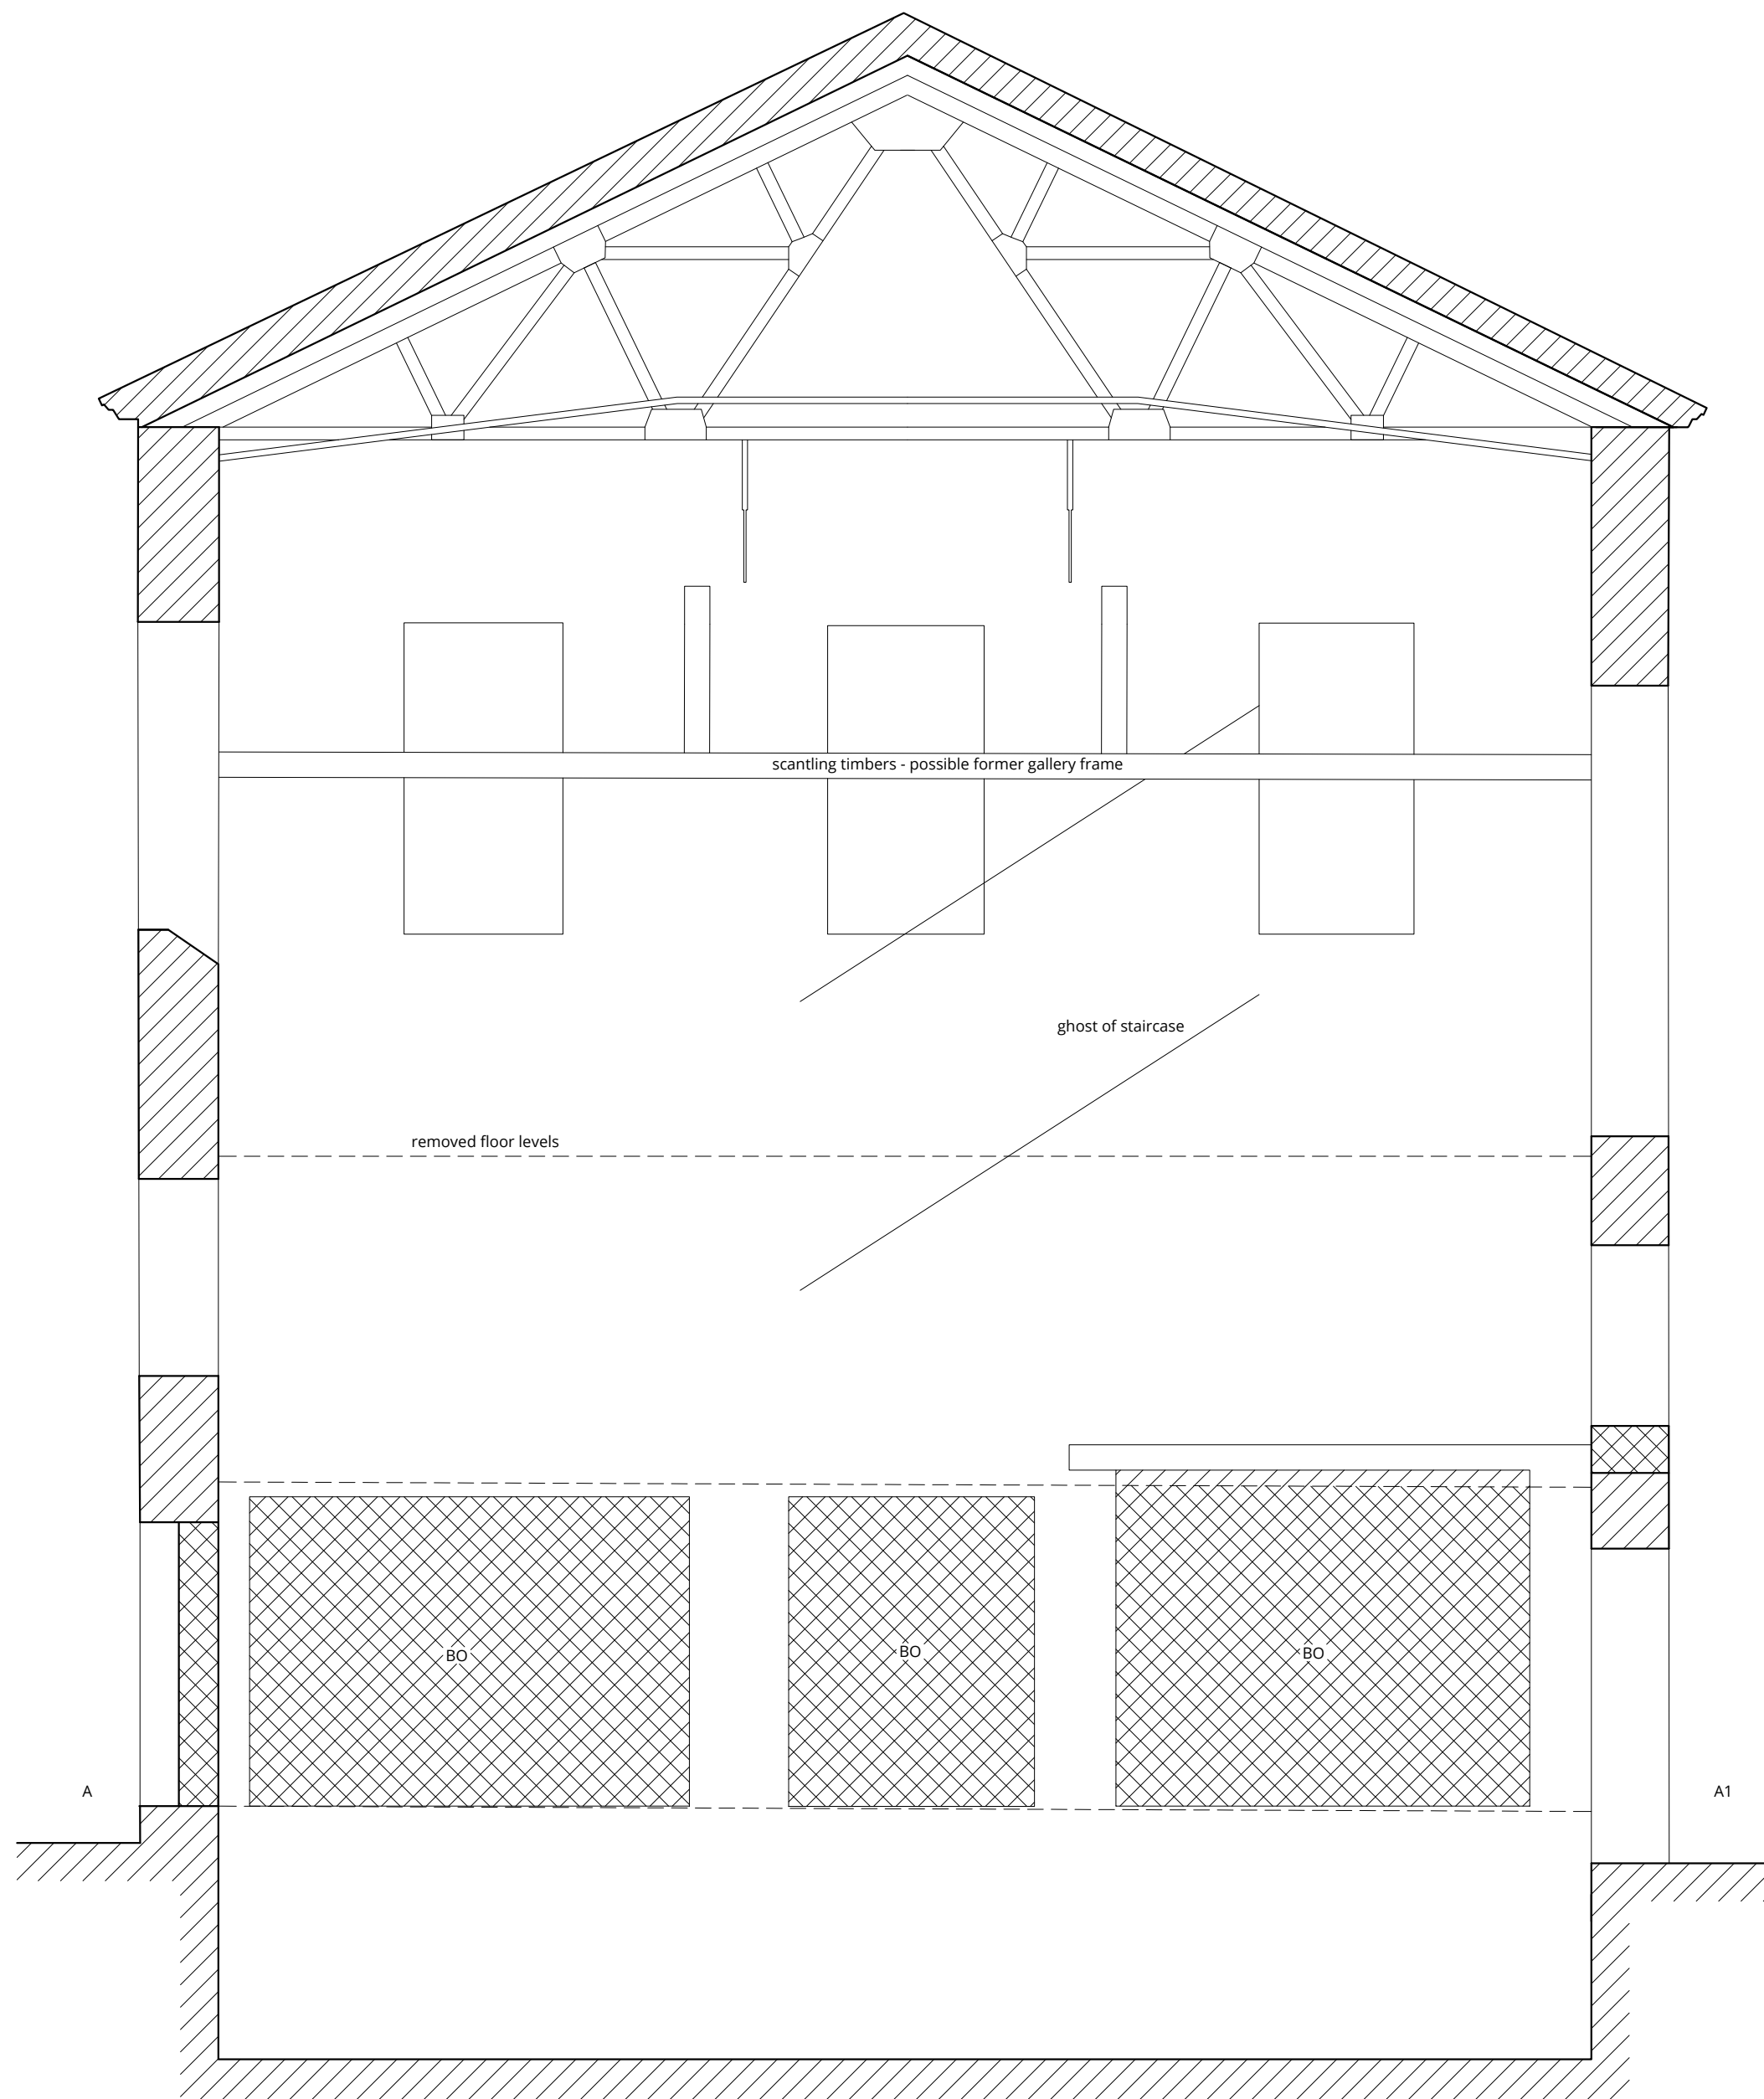 scantling timbers - possible former gallery frame
ghost of staircase
removed floor levels
BO
BO
BO
A
A1